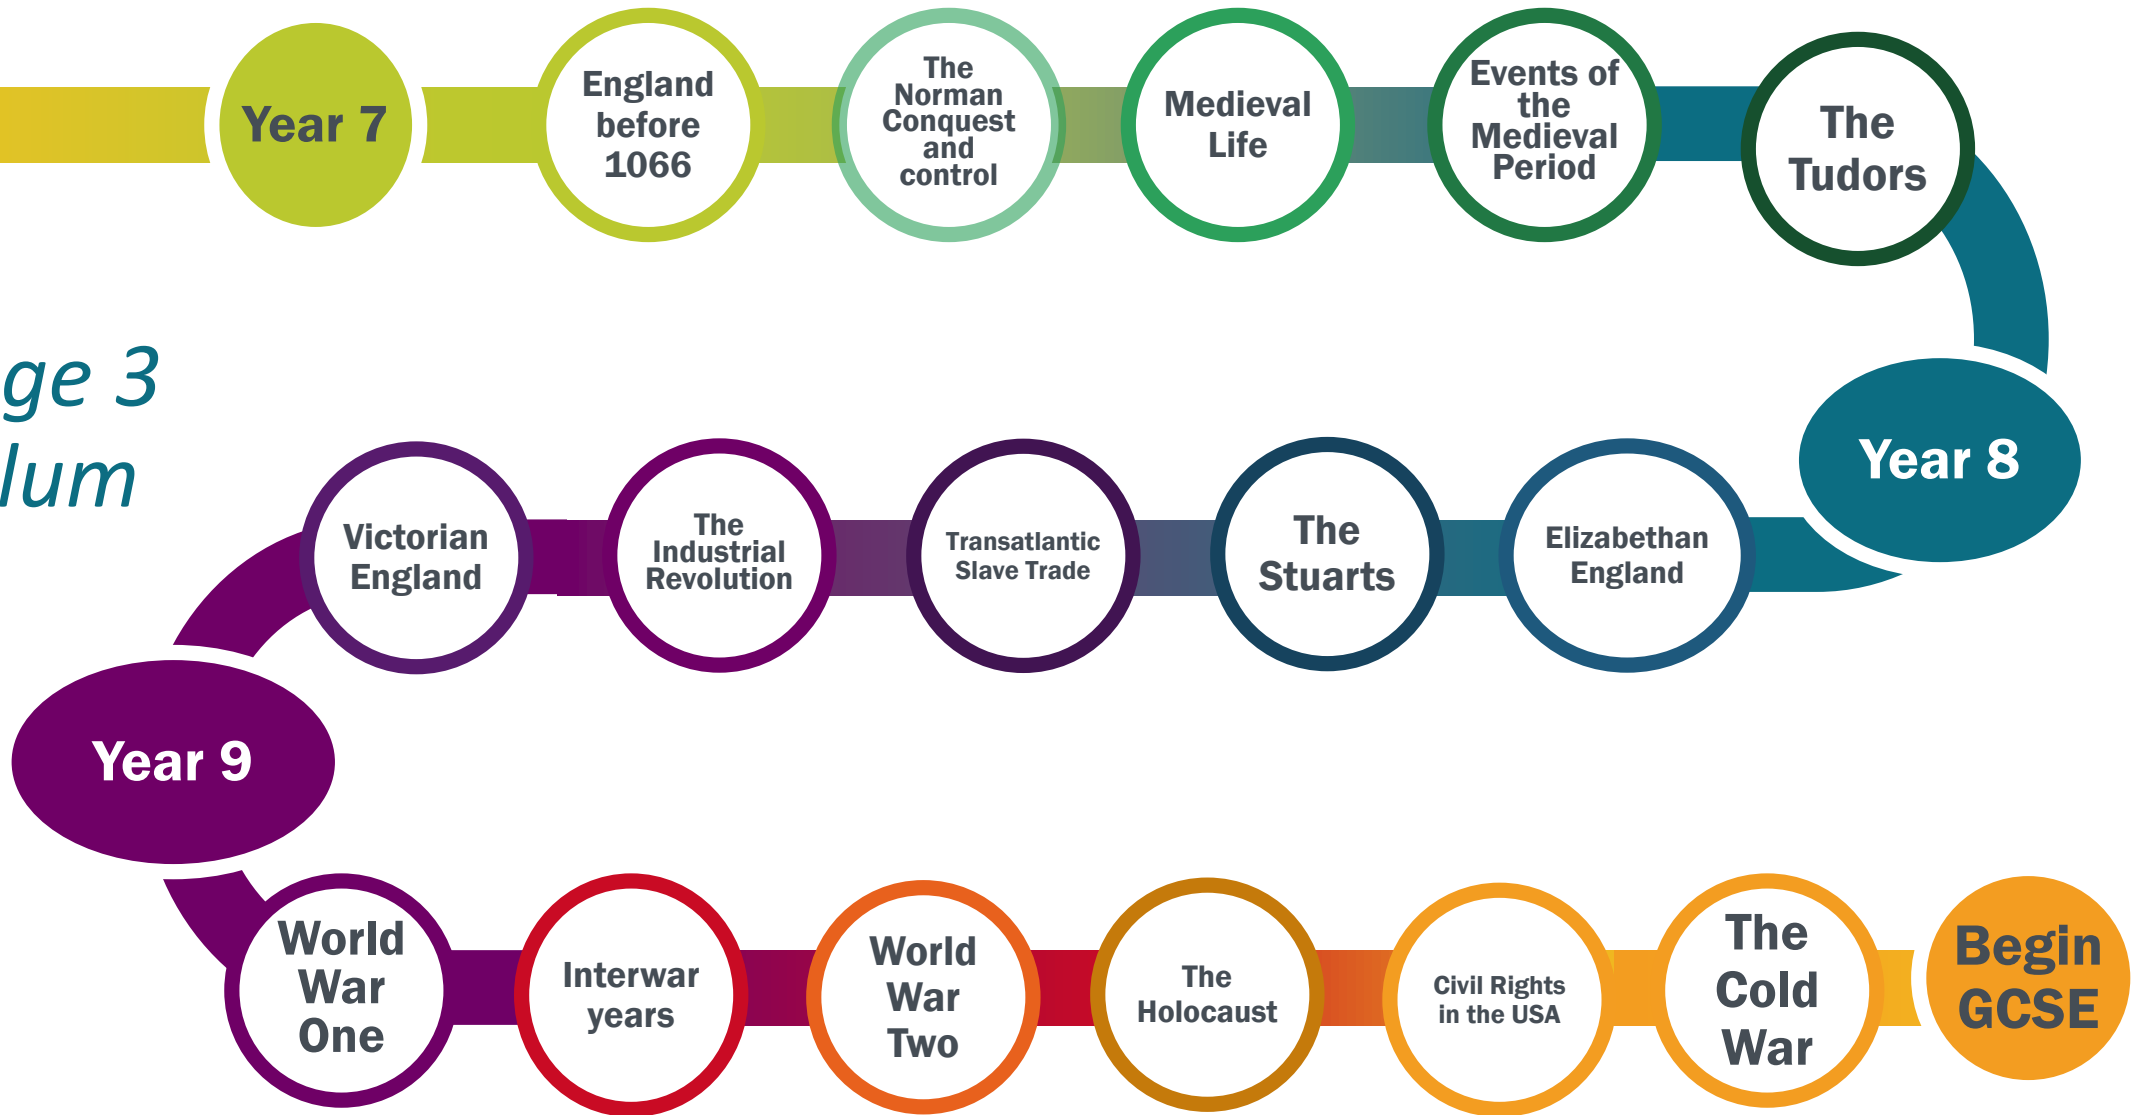 Year 7
England
before
1066
The
Norman
Conquest
and
control
Medieval
Life
Events of
the
Medieval
Period
The
Tudors
ge 3
lum
Year 8
Elizabethan
England
The
Stuarts
Transatlantic
Slave Trade
The
Industrial
Revolution
Victorian
England
Year 9
World
War
One
Interwar
years
World
War
Two
The
Holocaust
Civil Rights
in the USA
The
Cold
War
Begin
GCSE